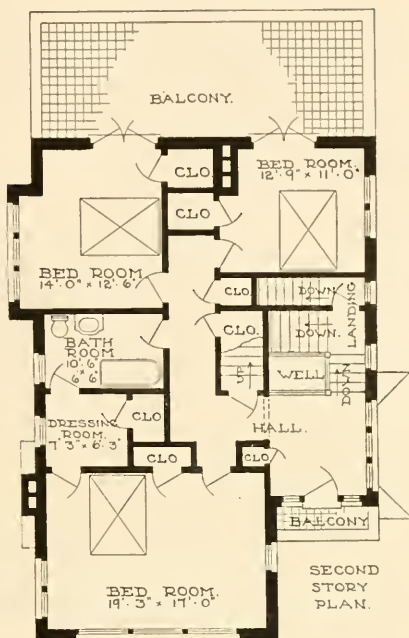 BALCONY.
CLO.
BED ROOM.
12'-9" x 11'-0"
CLO
BED ROOM
14'-0" x 12'-6"
CLO
DOWN
LANDING
CLO.
DOWN.
BATH
ROOM
10'-6"
x
6'-6"
UP
WELL
DOWN
DRESSING
ROOM.
7'-3" x 6'-3"
CLO
HALL.
CLO
CLO
BALCONY
BED ROOM.
19'-3" x 17'-0"
SECOND
STORY
PLAN.